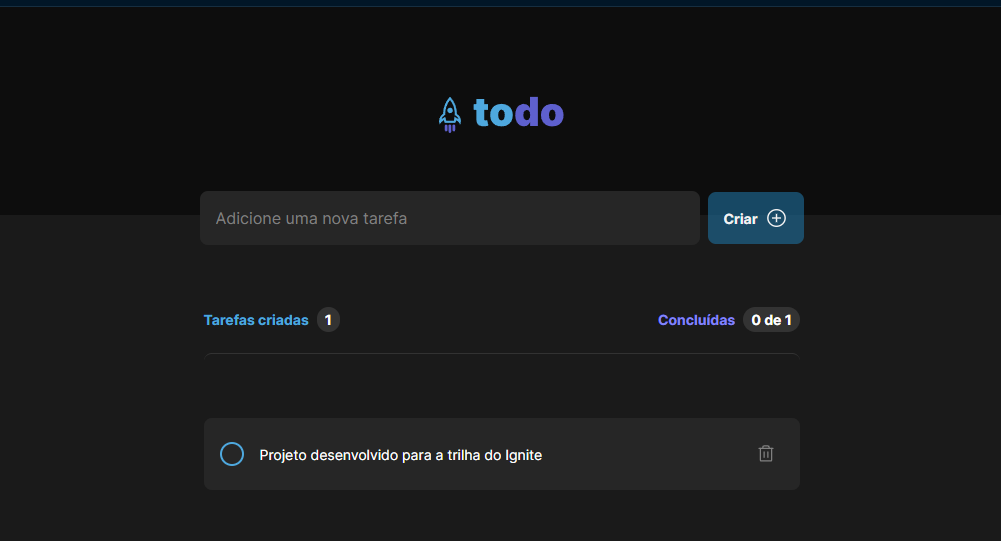 todo
Adicione uma nova tarefa
Criar
Tarefas criadas 1
Concluídas 0 de 1
Projeto desenvolvido para a trilha do Ignite